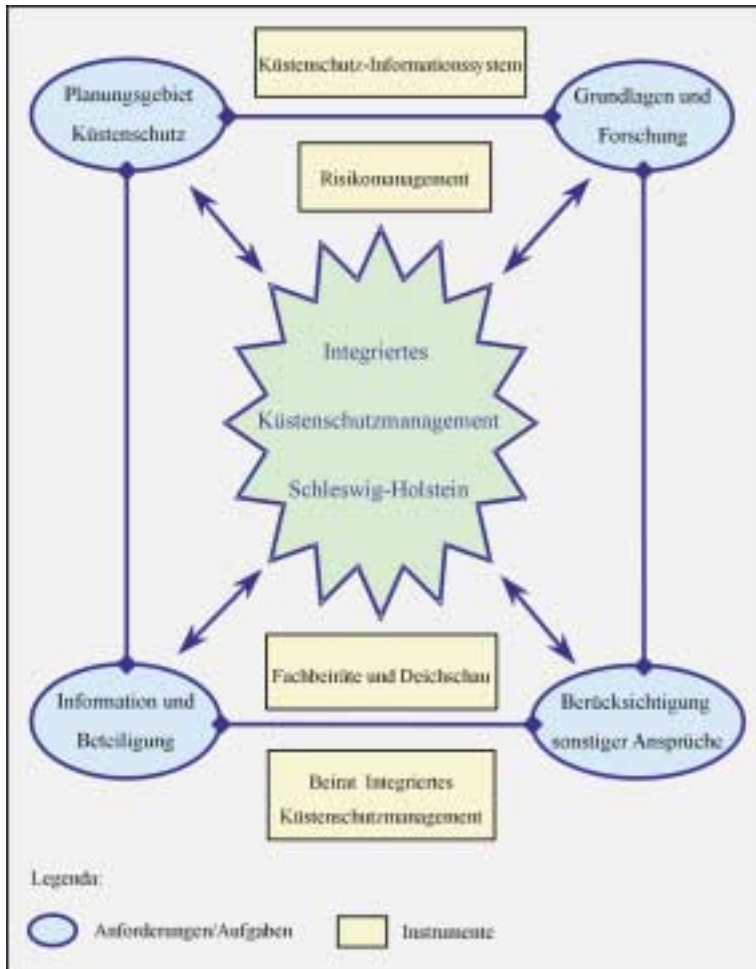 Küstenschutz-Informationssystem
Planungsgebiet
Küstenschutz
Grundlagen und
Forschung
Risikomanagement
Integriertes
Küstenschutzmanagement
Schleswig-Holstein
Fachbeiräte und Deichschau
Information und
Beteiligung
Berücksichtigung
sonstiger Ansprüche
Beirat Integriertes
Küstenschutzmanagement
Legenda:
Anforderungen/Aufgaben
Instrumente